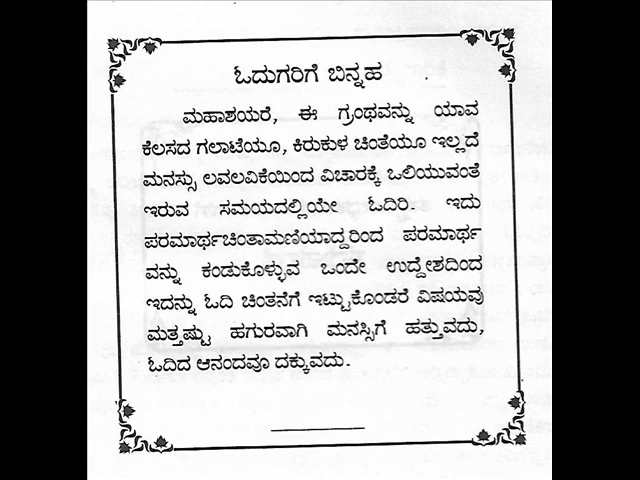 ಓದುಗರಿಗೆ ಬಿನ್ನಹ
ಮಹಾಶಯರೆ, ಈ ಗ್ರಂಥವನ್ನು ಯಾವ
ಕೆಲಸದ ಗಲಾಟೆಯೂ, ಕಿರುಕುಳ ಚಿಂತೆಯೂ ಇಲ್ಲದೆ
ಮನಸ್ಸು ಲವಲವಿಕೆಯಿಂದ ವಿಚಾರಕ್ಕೆ ಒಲಿಯುವಂತೆ
ಇರುವ ಸಮಯದಲ್ಲಿಯೇ ಓದಿರಿ. ಇದು
ಪರಮಾರ್ಥಚಿಂತಾಮಣಿಯಾದ್ದರಿಂದ ಪರಮಾರ್ಥ
ವನ್ನು ಕಂಡುಕೊಳ್ಳುವ ಒಂದೇ ಉದ್ದೇಶದಿಂದ
ಇದನ್ನು ಓದಿ ಚಿಂತನೆಗೆ ಇಟ್ಟುಕೊಂಡರೆ ವಿಷಯವು
ಮತ್ತಷ್ಟು ಹಗುರವಾಗಿ ಮನಸ್ಸಿಗೆ ಹತ್ತುವದು,
ಓದಿದ ಆನಂದವೂ ದಕ್ಕುವದು.